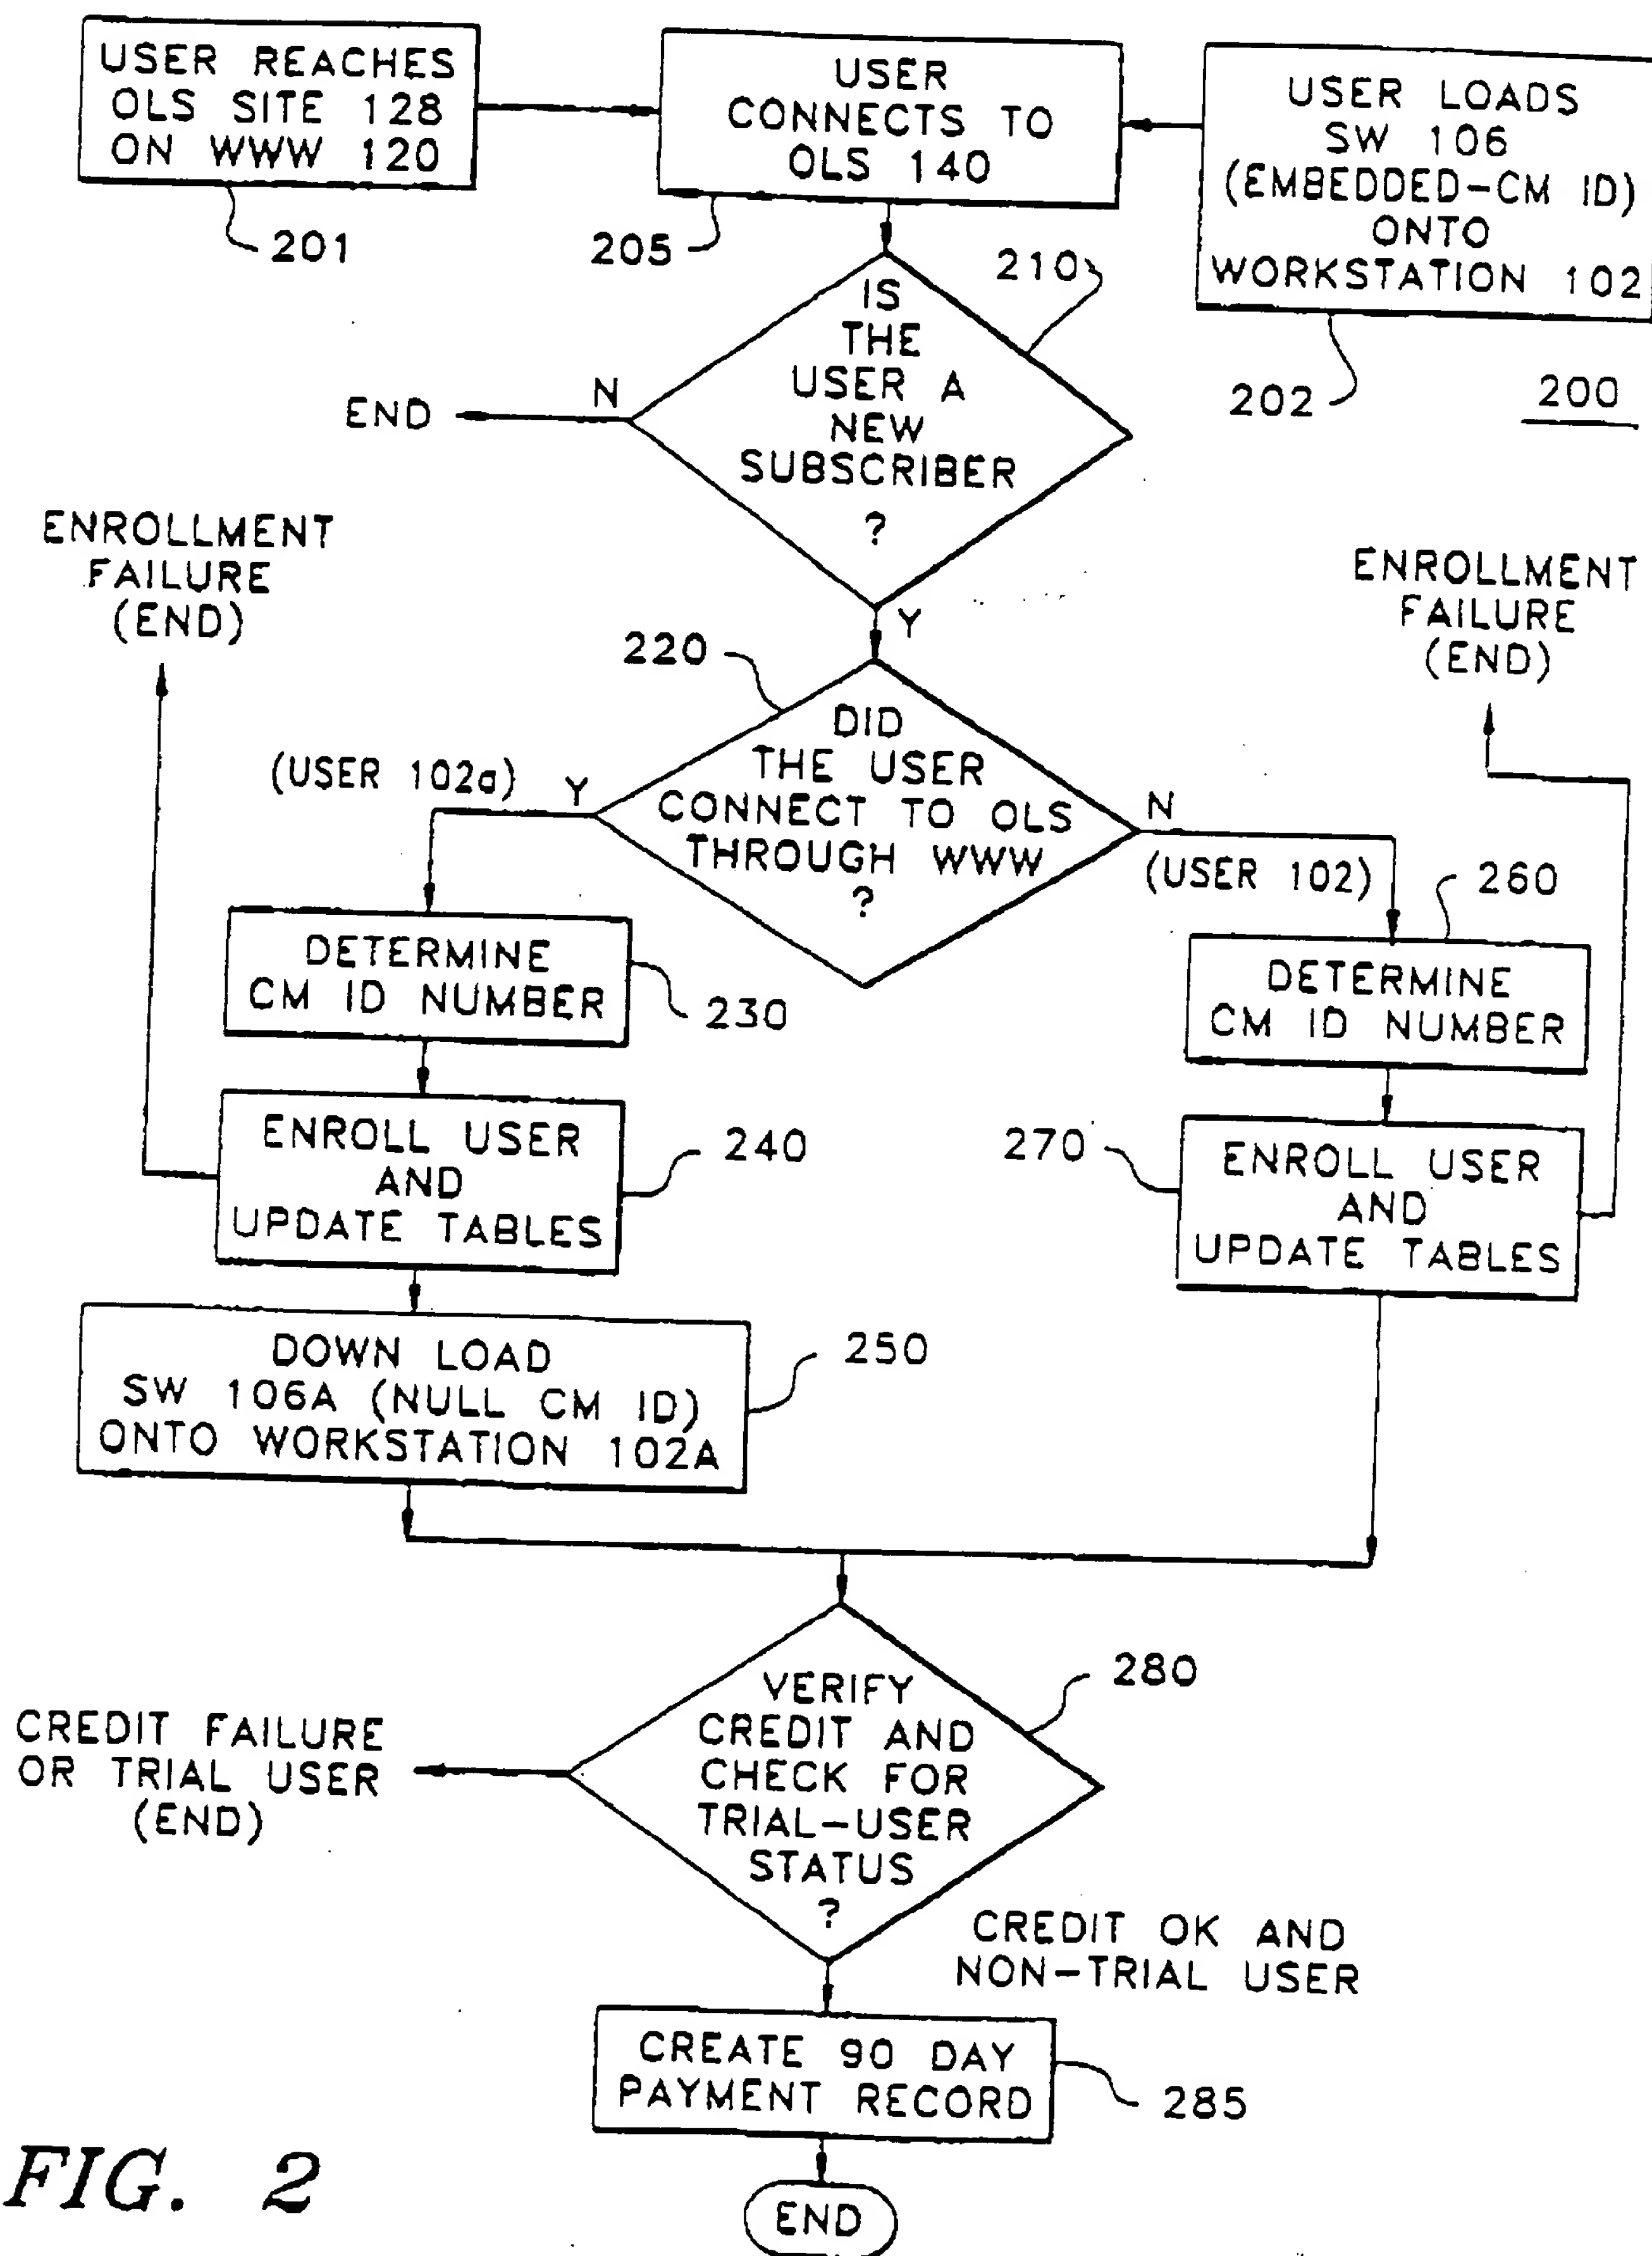 USER REACHES
OLS SITE 128
ON WWW 120
201
USER
CONNECTS TO
OLS 140
205
USER LOADS
SW 106
(EMBEDDED-CM ID)
ONTO
WORKSTATION 102
202
200
210
IS
THE
USER A
NEW
SUBSCRIBER
?
N
END
Y
ENROLLMENT
FAILURE
(END)
ENROLLMENT
FAILURE
(END)
220
DID
THE USER
CONNECT TO OLS
THROUGH WWW
?
(USER 102a)
Y
N
(USER 102)
DETERMINE
CM ID NUMBER
230
260
DETERMINE
CM ID NUMBER
ENROLL USER
AND
UPDATE TABLES
240
270
ENROLL USER
AND
UPDATE TABLES
DOWN LOAD
SW 106A (NULL CM ID)
ONTO WORKSTATION 102A
250
VERIFY
CREDIT AND
CHECK FOR
TRIAL-USER
STATUS
?
280
CREDIT FAILURE
OR TRIAL USER
(END)
CREDIT OK AND
NON-TRIAL USER
CREATE 90 DAY
PAYMENT RECORD
285
END
FIG. 2